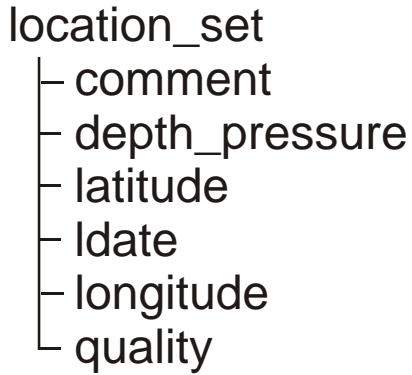 location_set
comment
depth_pressure
latitude
ldate
longitude
quality